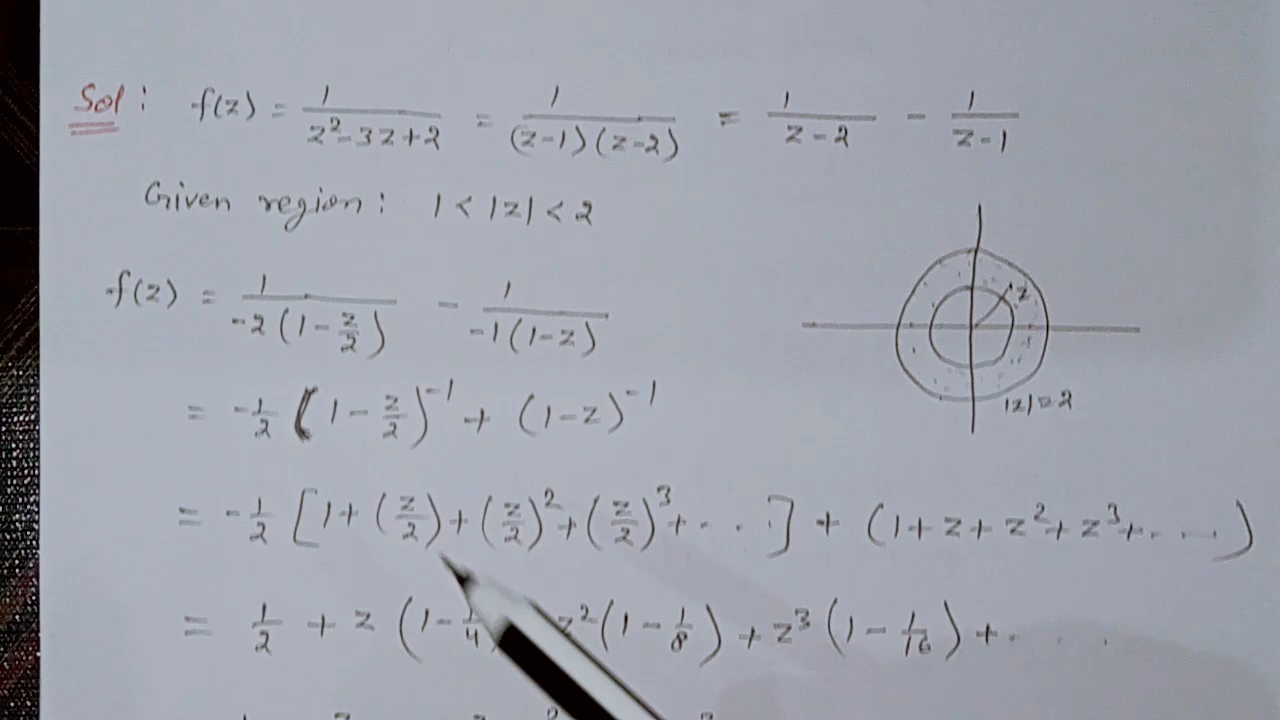 Sol: f(z) = 1/(z² - 3z + 2) = 1/((z-1)(z-2)) = 1/(z-2) - 1/(z-1)
Given region: 1 < |z| < 2
f(z) = 1/(-2(1 - z/2)) - 1/(-1(1-z))
z
= -1/2 (1 - z/2)⁻¹ + (1-z)⁻¹
|z| = 2
= -1/2 [1 + (z/2) + (z/2)² + (z/2)³ + ...] + (1 + z + z² + z³ + ....)
= 1/2 + z (1 - 1/4) z² (1 - 1/8) + z³ (1 - 1/16) + ...